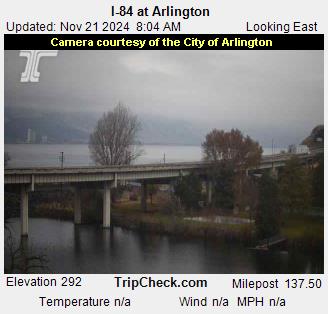 I-84 at Arlington
Updated: Nov 21 2024 8:04 AM Looking East
Camera courtesy of the City of Arlington
Elevation 292 TripCheck.com Milepost 137.50
Temperature n/a Wind n/a MPH n/a